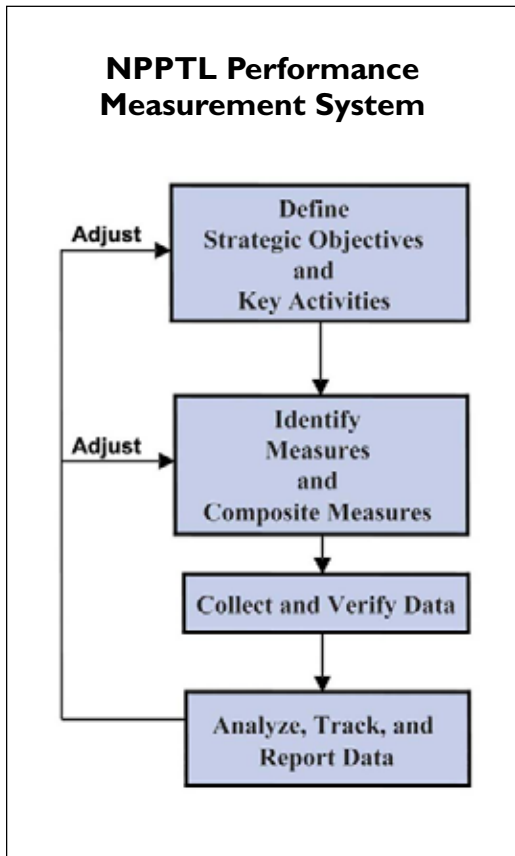 NPPTL Performance
Measurement System
Define
Strategic Objectives
and
Key Activities
Adjust
Identify
Measures
and
Composite Measures
Adjust
Collect and Verify Data
Analyze, Track, and
Report Data